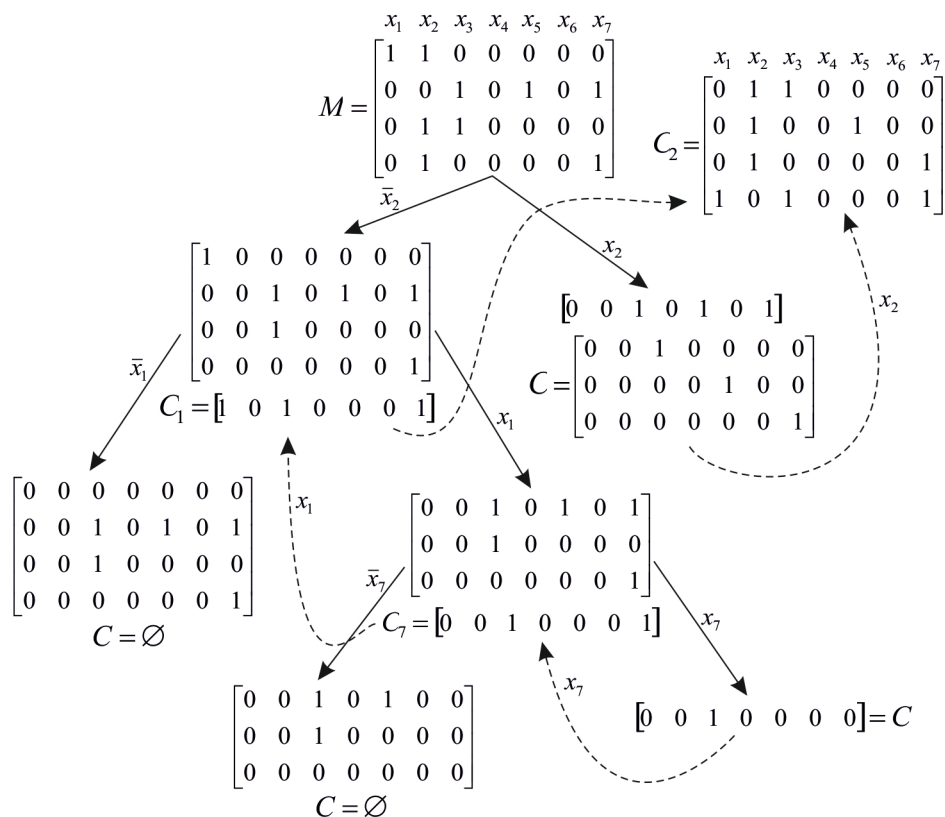 x₁ x₂ x₃ x₄ x₅ x₆ x₇
M = [1 1 0 0 0 0 0
0 0 1 0 1 0 1
0 1 1 0 0 0 0
0 1 0 0 0 0 1]
x₁ x₂ x₃ x₄ x₅ x₆ x₇
C₂ = [0 1 1 0 0 0 0
0 1 0 0 1 0 0
0 1 0 0 0 0 1
1 0 1 0 0 0 1]
x̄₂
x₂
[1 0 0 0 0 0 0
0 0 1 0 1 0 1
0 0 1 0 0 0 0
0 0 0 0 0 0 1]
C₁ = [1 0 1 0 0 0 1]
[0 0 1 0 1 0 1]
C = [0 0 1 0 0 0 0
0 0 0 0 1 0 0
0 0 0 0 0 0 1]
x₂
x̄₁
x₁
x₁
[0 0 0 0 0 0 0
0 0 1 0 1 0 1
0 0 1 0 0 0 0
0 0 0 0 0 0 1]
C = ∅
[0 0 1 0 1 0 1
0 0 1 0 0 0 0
0 0 0 0 0 0 1]
C₇ = [0 0 1 0 0 0 1]
x̄₇
x₇
x₇
[0 0 1 0 1 0 0
0 0 1 0 0 0 0
0 0 0 0 0 0 0]
C = ∅
[0 0 1 0 0 0 0] = C